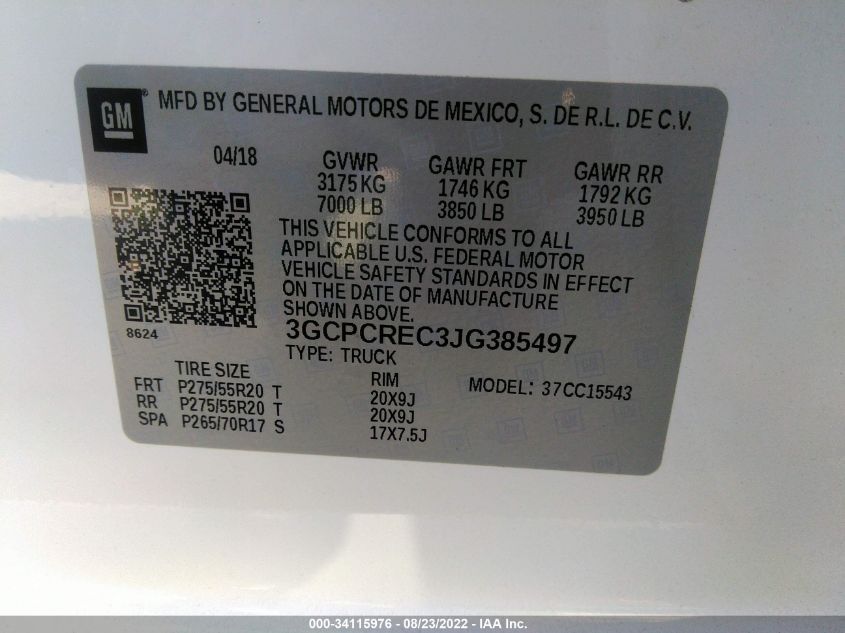 GM ® MFD BY GENERAL MOTORS DE MEXICO, S. DE R.L. DE C.V.
04/18 GVWR GAWR FRT GAWR RR
3175 KG 1746 KG 1792 KG
7000 LB 3850 LB 3950 LB
THIS VEHICLE CONFORMS TO ALL
APPLICABLE U.S. FEDERAL MOTOR
VEHICLE SAFETY STANDARDS IN EFFECT
ON THE DATE OF MANUFACTURE
SHOWN ABOVE.
8624
3GCPCREC3JG385497
TYPE: TRUCK
TIRE SIZE RIM MODEL: 37CC15543
FRT P275/55R20 T 20X9J
RR P275/55R20 T 20X9J
SPA P265/70R17 S 17X7.5J
000-34115976 - 08/23/2022 - IAA Inc.